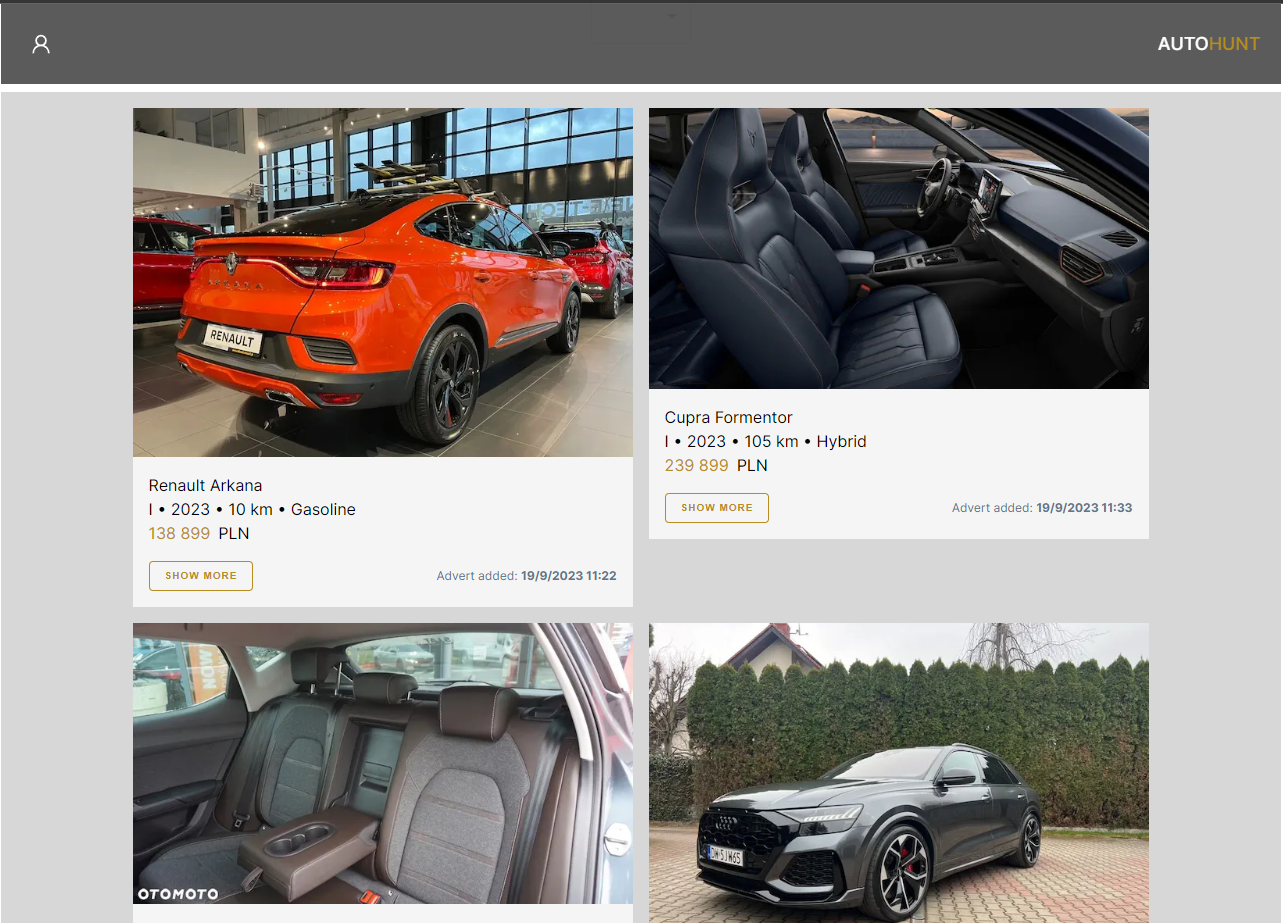 AUTOHUNT
RENAULT
ARKANA
Renault Arkana
I • 2023 • 10 km • Gasoline
138 899 PLN
SHOW MORE
Advert added: 19/9/2023 11:22
Cupra Formentor
I • 2023 • 105 km • Hybrid
239 899 PLN
SHOW MORE
Advert added: 19/9/2023 11:33
OTOMOTO